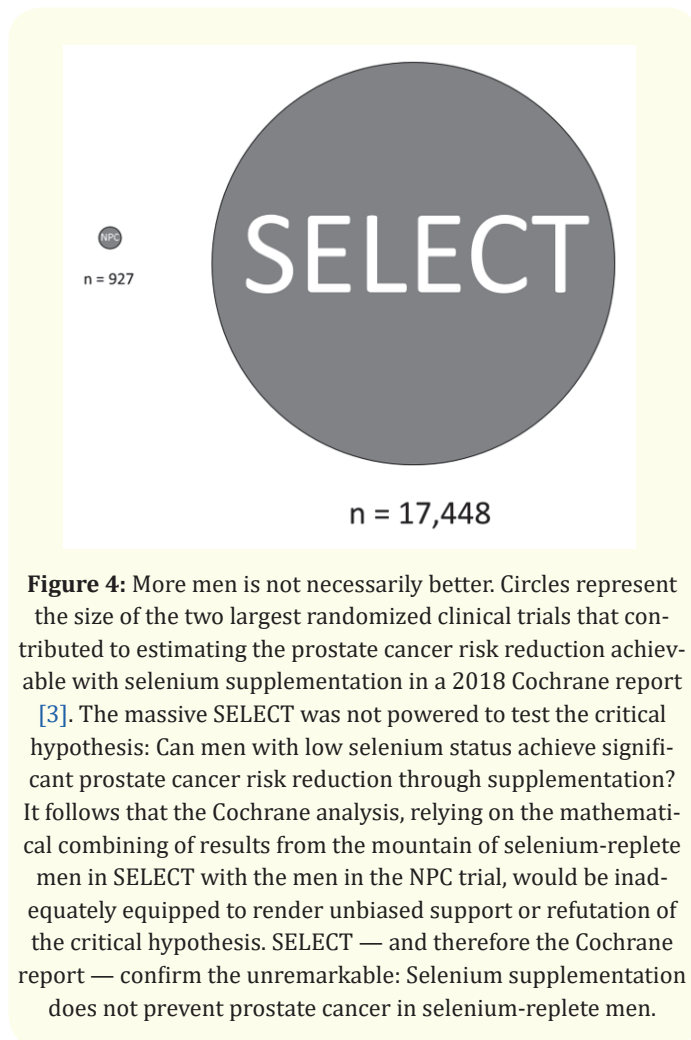 SELECT
NPC
n = 927
n = 17,448
Figure 4: More men is not necessarily better. Circles represent
the size of the two largest randomized clinical trials that con-
tributed to estimating the prostate cancer risk reduction achiev-
able with selenium supplementation in a 2018 Cochrane report
[3]. The massive SELECT was not powered to test the critical
hypothesis: Can men with low selenium status achieve signifi-
cant prostate cancer risk reduction through supplementation?
It follows that the Cochrane analysis, relying on the mathemati-
cal combining of results from the mountain of selenium-replete
men in SELECT with the men in the NPC trial, would be inad-
equately equipped to render unbiased support or refutation of
the critical hypothesis. SELECT — and therefore the Cochrane
report — confirm the unremarkable: Selenium supplementation
does not prevent prostate cancer in selenium-replete men.